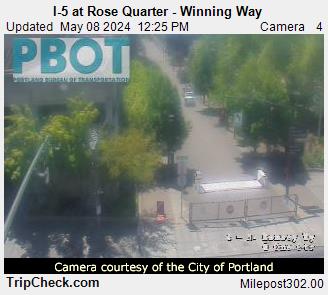 I-5 at Rose Quarter - Winning Way
Updated May 08 2024 12:25 PM Camera 4
PBOT
PORTLAND BUREAU OF TRANSPORTATION
Camera courtesy of the City of Portland
TripCheck.com Milepost302.00